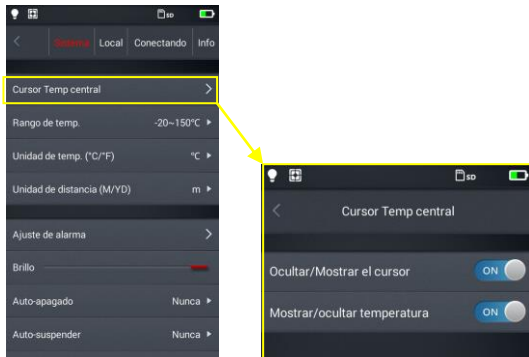 SD
Sistema Local Conectando Info
Cursor Temp central
Rango de temp. -20~150°C
Unidad de temp. (°C/°F) °C
Unidad de distancia (M/YD) m
Ajuste de alarma
Brillo
Auto-apagado Nunca
Auto-suspender Nunca
SD
Cursor Temp central
Ocultar/Mostrar el cursor ON
Mostrar/ocultar temperatura ON